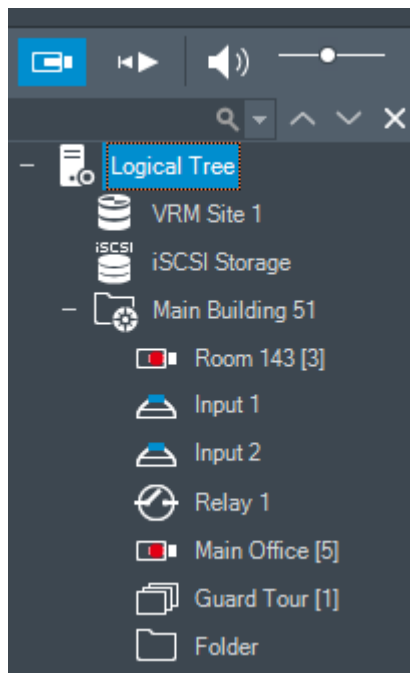 Logical Tree
VRM Site 1
iSCSI
iSCSI Storage
Main Building 51
Room 143 [3]
Input 1
Input 2
Relay 1
Main Office [5]
Guard Tour [1]
Folder